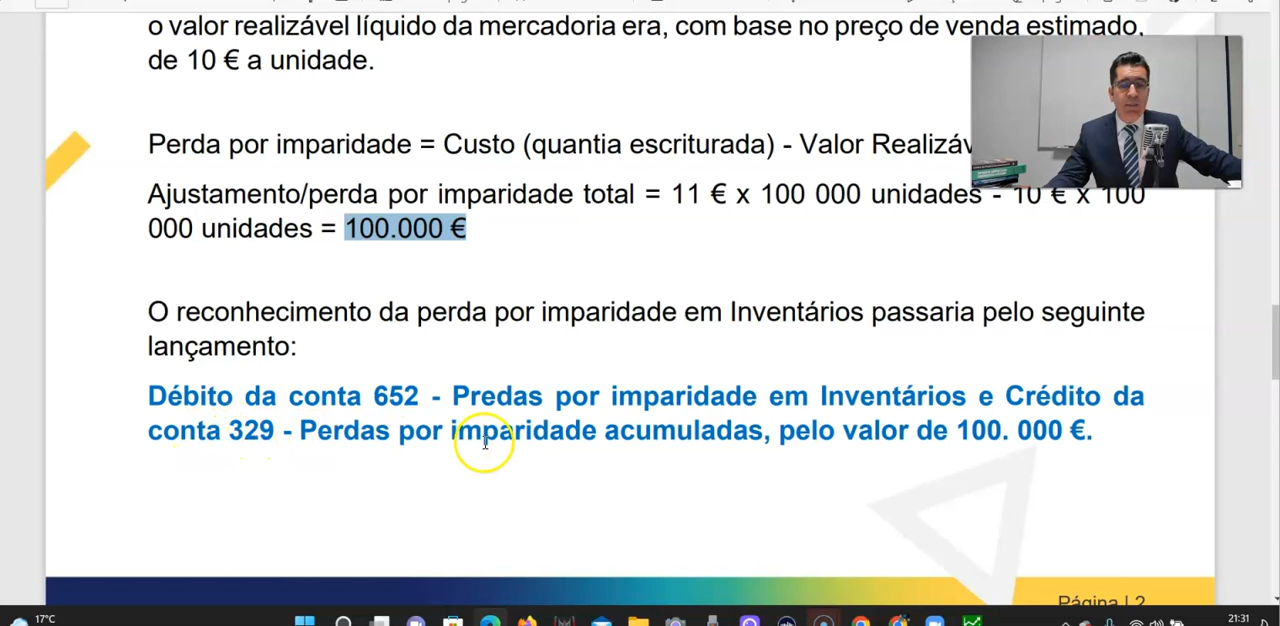 o valor realizável líquido da mercadoria era, com base no preço de venda estimado,
de 10 € a unidade.
Perda por imparidade = Custo (quantia escriturada) - Valor
Ajustamento/perda por imparidade total = 11 € x 100 000 unidades - 10 € x 100
000 unidades = 100.000 €
O reconhecimento da perda por imparidade em Inventários passaria pelo seguinte
lançamento:
Débito da conta 652 - Predas por imparidade em Inventários e Crédito da
conta 329 - Perdas por imparidade acumuladas, pelo valor de 100. 000 €.
Página | 2
17°C
21:31